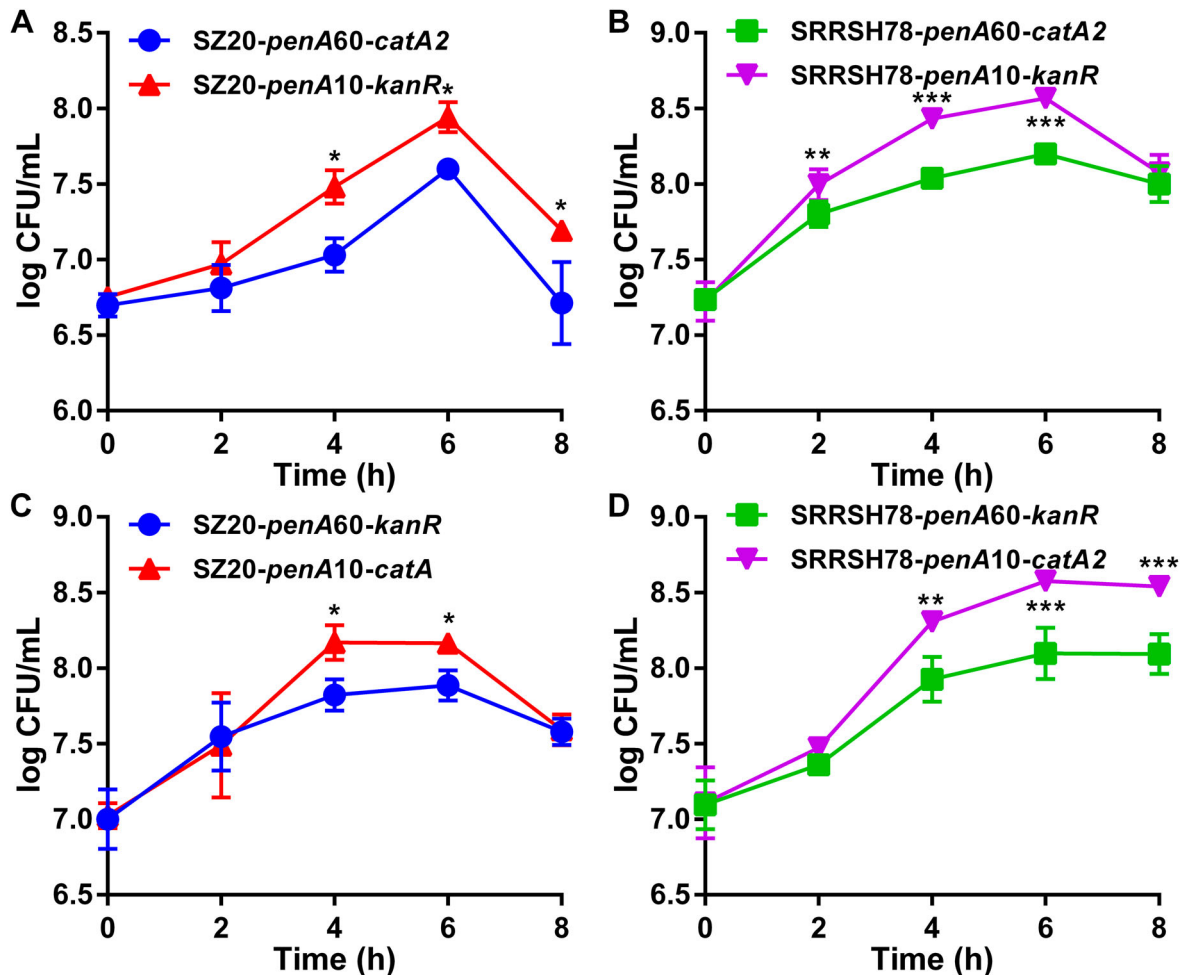 A
SZ20-penA60-catA2
SZ20-penA10-kanR
*
*
*
log CFU/mL
8.5
8.0
7.5
7.0
6.5
6.0
0 2 4 6 8
Time (h)
B
SRRSH78-penA60-catA2
SRRSH78-penA10-kanR
**
***
***
log CFU/mL
9.0
8.5
8.0
7.5
7.0
6.5
0 2 4 6 8
Time (h)
C
SZ20-penA60-kanR
SZ20-penA10-catA
*
*
log CFU/mL
9.0
8.5
8.0
7.5
7.0
6.5
0 2 4 6 8
Time (h)
D
SRRSH78-penA60-kanR
SRRSH78-penA10-catA2
**
***
***
log CFU/mL
9.0
8.5
8.0
7.5
7.0
6.5
0 2 4 6 8
Time (h)